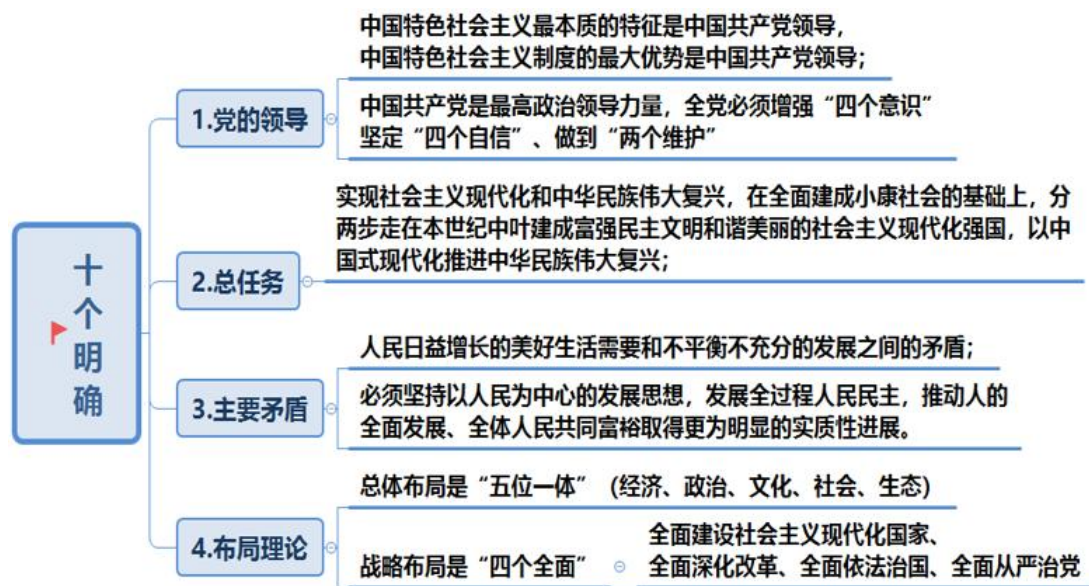 十个明确
1.党的领导
中国特色社会主义最本质的特征是中国共产党领导，
中国特色社会主义制度的最大优势是中国共产党领导；
中国共产党是最高政治领导力量，全党必须增强“四个意识”
坚定“四个自信”、做到“两个维护”
2.总任务
实现社会主义现代化和中华民族伟大复兴，在全面建成小康社会的基础上，分
两步走在本世纪中叶建成富强民主文明和谐美丽的社会主义现代化强国，以中
国式现代化推进中华民族伟大复兴；
3.主要矛盾
人民日益增长的美好生活需要和不平衡不充分的发展之间的矛盾；
必须坚持以人民为中心的发展思想，发展全过程人民民主，推动人的
全面发展、全体人民共同富裕取得更为明显的实质性进展。
4.布局理论
总体布局是“五位一体”（经济、政治、文化、社会、生态）
战略布局是“四个全面”
全面建设社会主义现代化国家、
全面深化改革、全面依法治国、全面从严治党